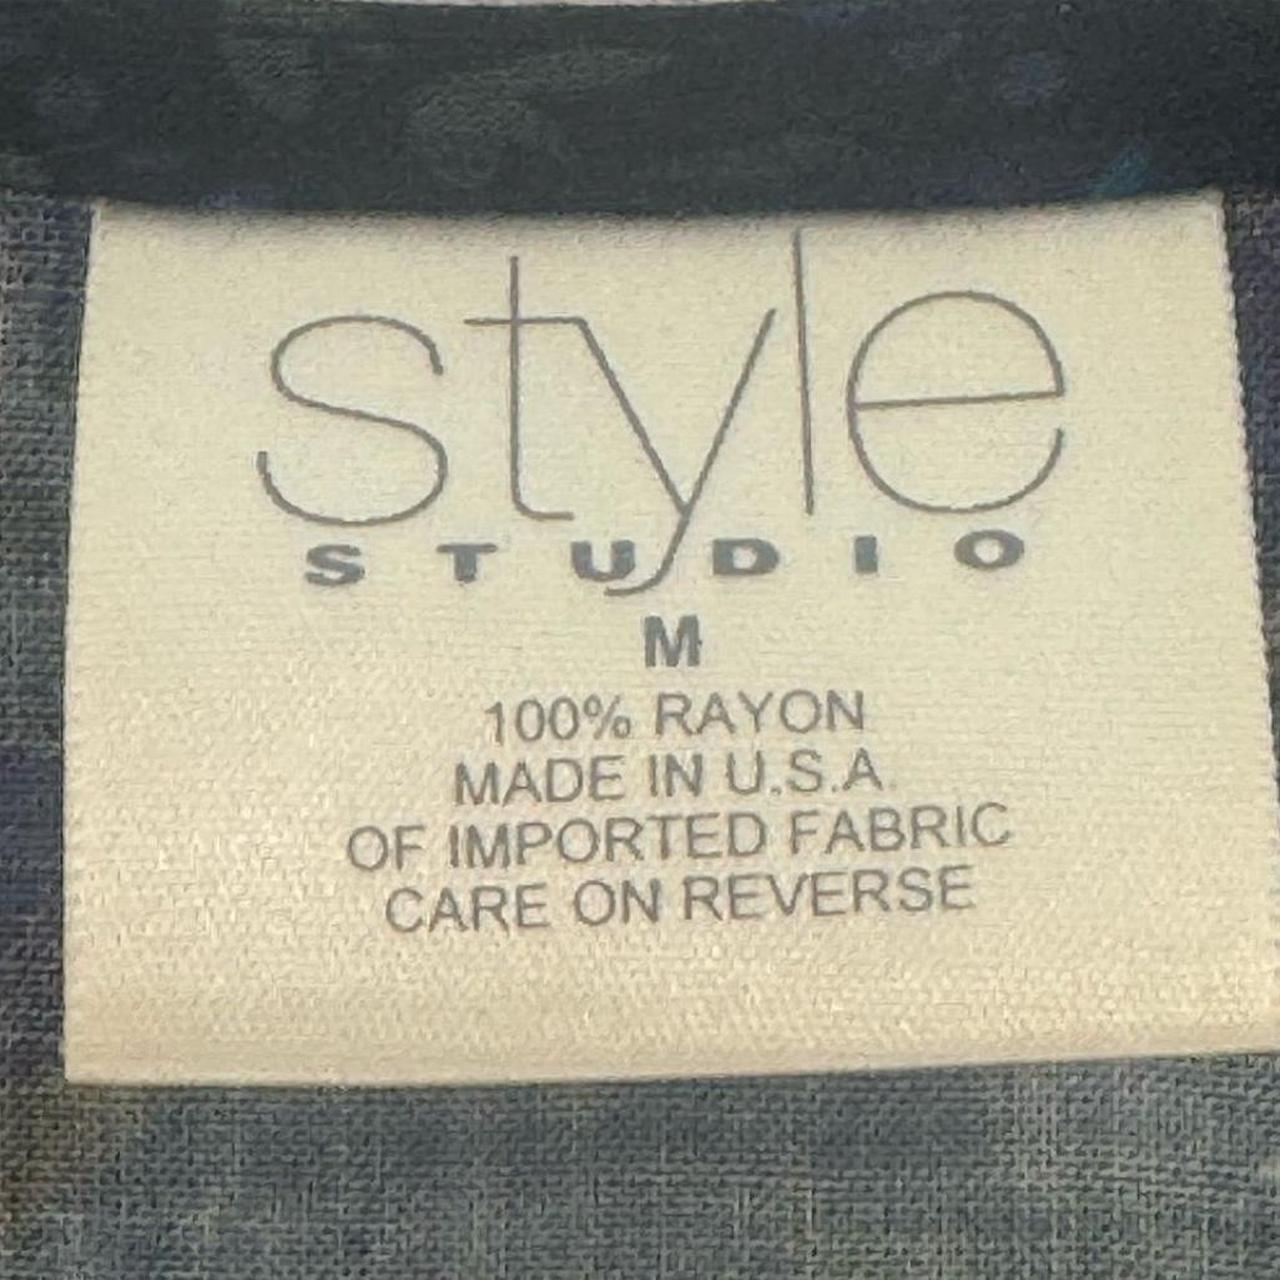 style
STUDIO
M
100% RAYON
MADE IN U.S.A.
OF IMPORTED FABRIC
CARE ON REVERSE